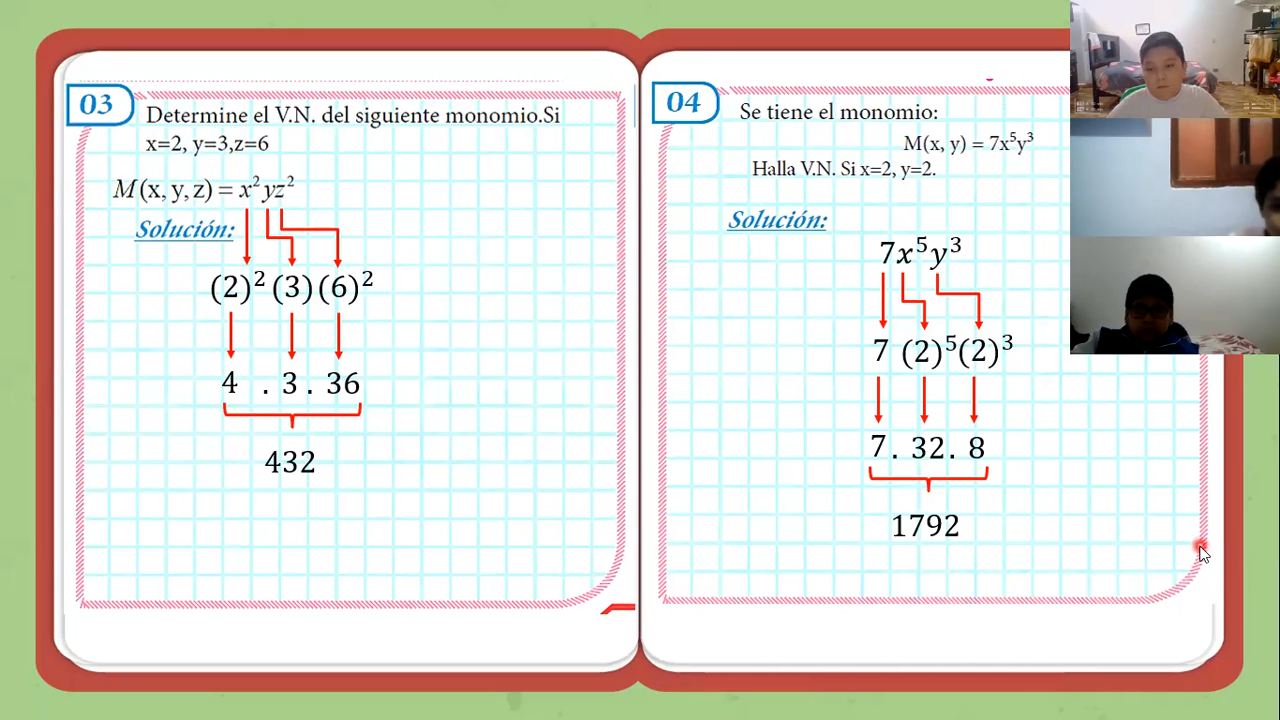 03
Determine el V.N. del siguiente monomio.Si
x=2, y=3,z=6
M(x, y, z) = x²yz²
Solución:
(2)² (3) (6)²
4 . 3 . 36
432
04
Se tiene el monomio:
M(x, y) = 7x⁵y³
Halla V.N. Si x=2, y=2.
Solución:
7x⁵y³
7 (2)⁵(2)³
7. 32. 8
1792